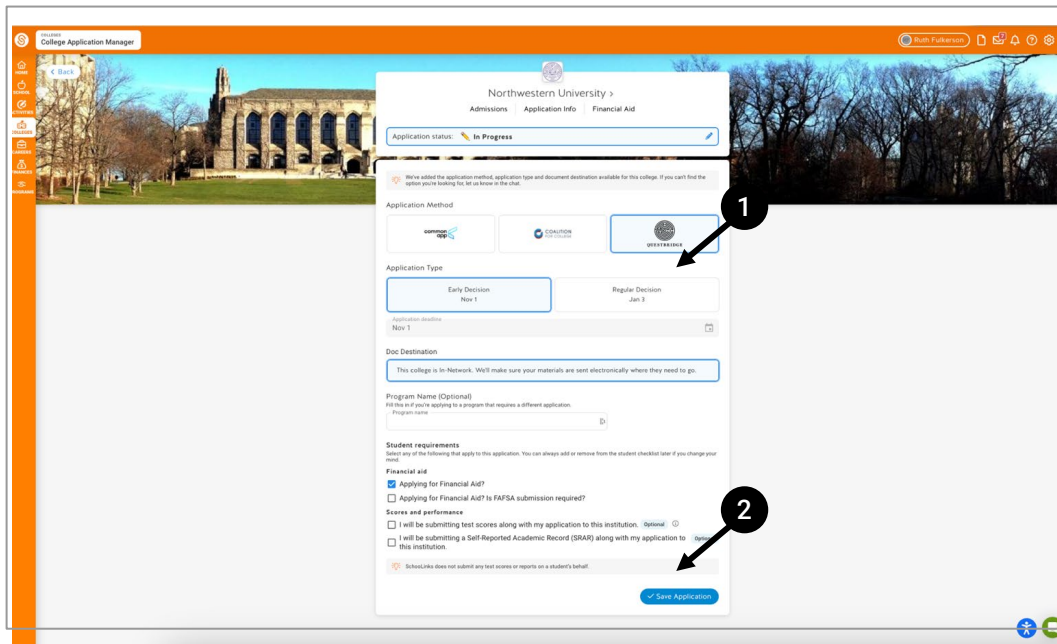 COLLEGES
College Application Manager
Ruth Fulkerson
HOME
SCHOOL
ACTIVITIES
COLLEGES
CAREERS
FINANCES
PROGRAMS
< Back
Northwestern University >
Admissions Application Info Financial Aid
Application status: In Progress
We've added the application method, application type and document destination available for this college. If you can't find the
option you're looking for, let us know in the chat.
Application Method
1
common
app
COALITION
FOR COLLEGE
QUESTBRIDGE
Application Type
Early Decision
Nov 1
Regular Decision
Jan 3
Application deadline
Nov 1
Doc Destination
This college is In-Network. We'll make sure your materials are sent electronically where they need to go.
Program Name (Optional)
Fill this in if you're applying to a program that requires a different application.
Program name
Student requirements
Select any of the following that apply to this application. You can always add or remove from the student checklist later if you change your
mind.
Financial aid
Applying for Financial Aid?
Applying for Financial Aid? Is FAFSA submission required?
Scores and performance
2
I will be submitting test scores along with my application to this institution. Optional
I will be submitting a Self-Reported Academic Record (SRAR) along with my application to
this institution.
SchooLinks does not submit any test scores or reports on a student's behalf.
Save Application